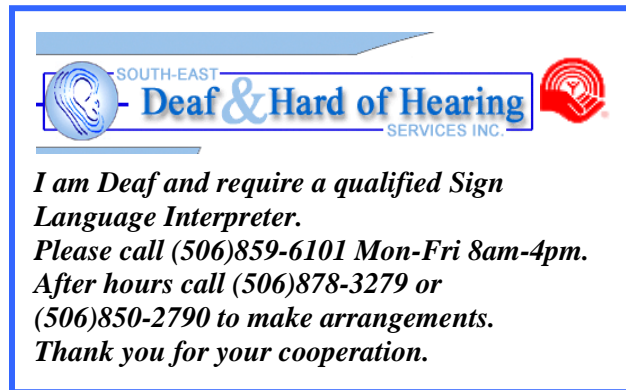 SOUTH-EAST
Deaf & Hard of Hearing
SERVICES INC.
I am Deaf and require a qualified Sign
Language Interpreter.
Please call (506)859-6101 Mon-Fri 8am-4pm.
After hours call (506)878-3279 or
(506)850-2790 to make arrangements.
Thank you for your cooperation.